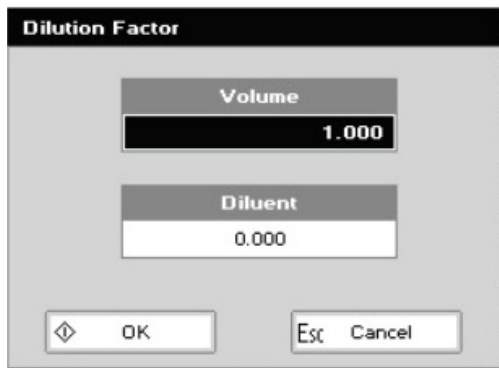 Dilution Factor
Volume
1.000
Diluent
0.000
OK
Esc Cancel